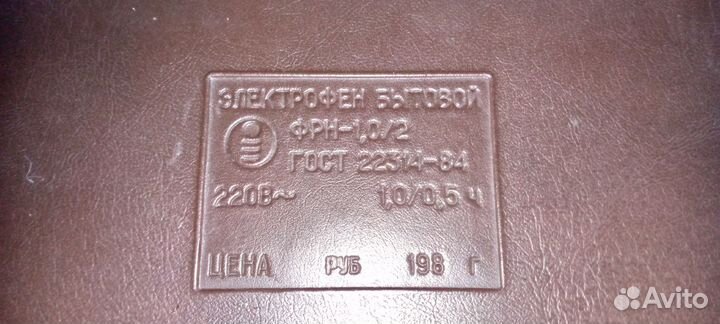 ЭЛЕКТРОФЕН БЫТОВОЙ
ФРН-1,0/2
ГОСТ 22314-84
220В~ 1,0/0,5 Ч
ЦЕНА РУБ 198 Г
Avito